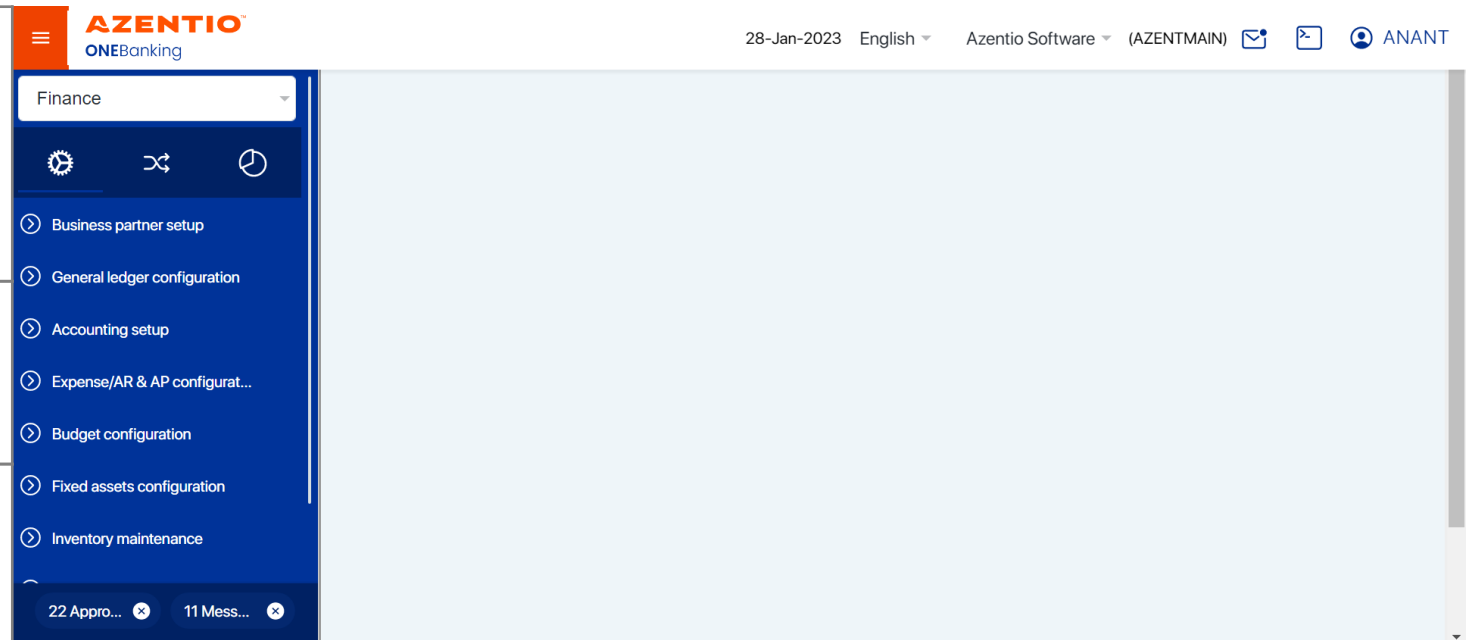 AZENTIO™
ONEBanking
28-Jan-2023 English Azentio Software (AZENTMAIN) ANANT
Finance
Business partner setup
General ledger configuration
Accounting setup
Expense/AR & AP configurat...
Budget configuration
Fixed assets configuration
Inventory maintenance
22 Appro... 11 Mess...